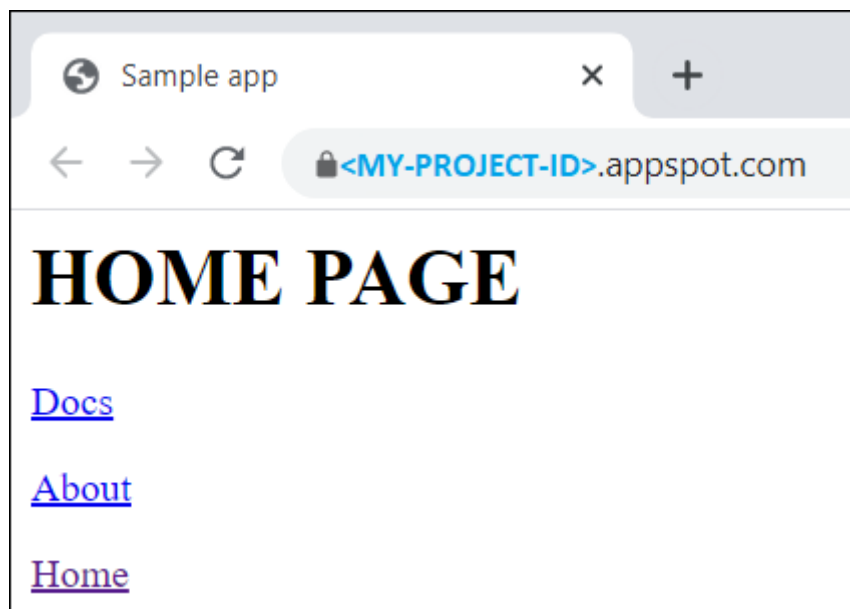 Sample app
<MY-PROJECT-ID>.appspot.com
HOME PAGE
Docs
About
Home